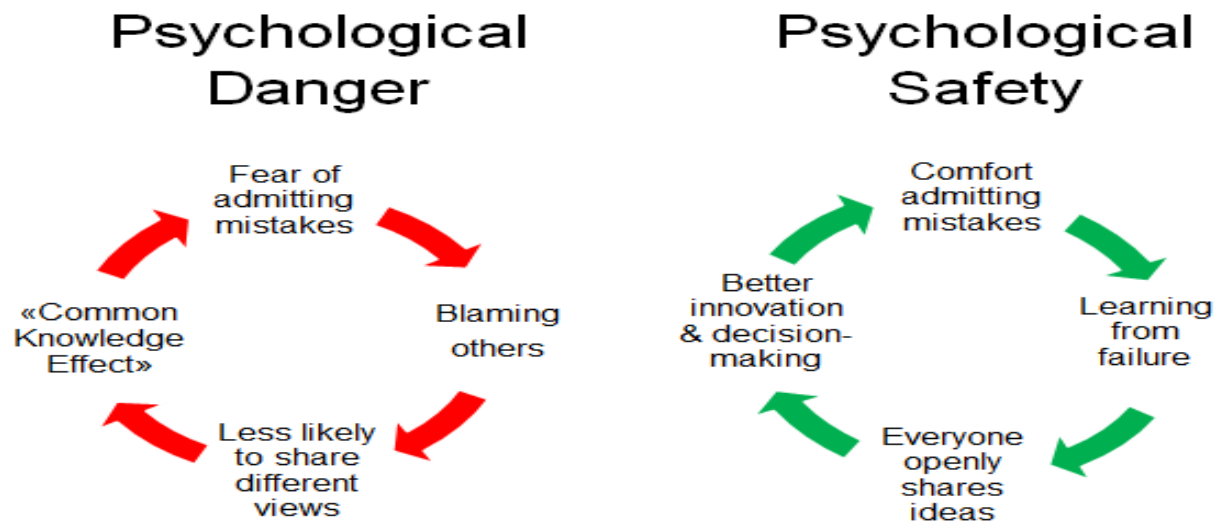 Psychological
Danger
Fear of
admitting
mistakes
Blaming
others
Less likely
to share
different
views
«Common
Knowledge
Effect»
Psychological
Safety
Comfort
admitting
mistakes
Learning
from
failure
Everyone
openly
shares
ideas
Better
innovation
& decision-
making